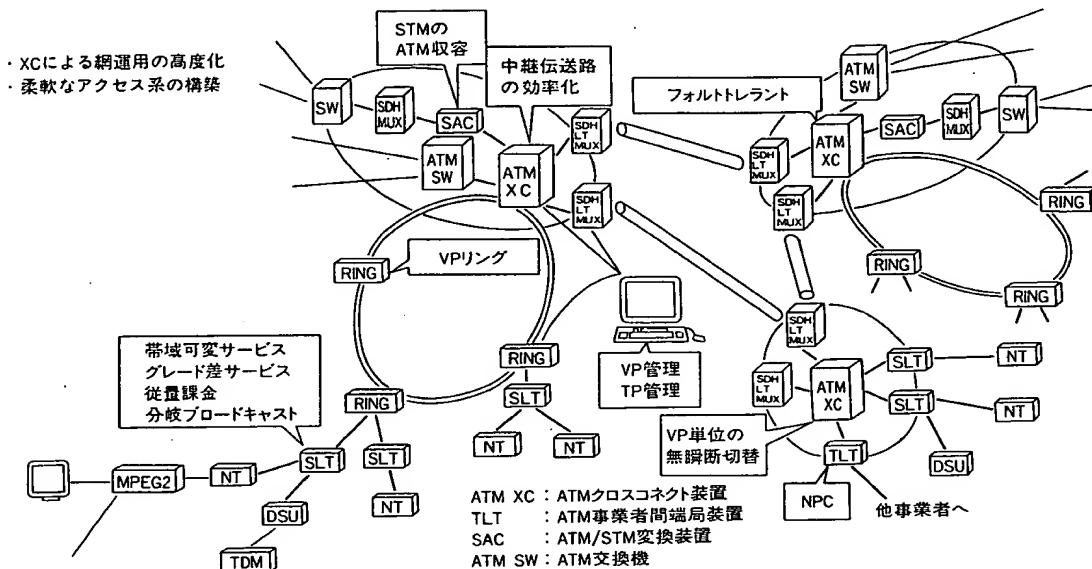 ・XCによる網運用の高度化
・柔軟なアクセス系の構築
STMの
ATM収容
中継伝送路
の効率化
フォルトトレラント
SW
SDH
MUX
SAC
ATM
SW
ATM
XC
SDH
LT
MUX
SDH
LT
MUX
SDH
LT
MUX
SDH
LT
MUX
ATM
SW
ATM
XC
SAC
SDH
MUX
SW
RING
RING
RING
VPリング
RING
RING
SLT
NT
NT
VP管理
TP管理
帯域可変サービス
グレード差サービス
従量課金
分岐ブロードキャスト
RING
SLT
SLT
NT
NT
MPEG2
DSU
TDM
SDH
LT
MUX
SDH
LT
MUX
ATM
XC
SLT
NT
SLT
NT
DSU
TLT
VP単位の
無瞬断切替
NPC
他事業者へ
ATM XC：ATMクロスコネクト装置
TLT：ATM事業者間端局装置
SAC：ATM/STM変換装置
ATM SW：ATM交換機